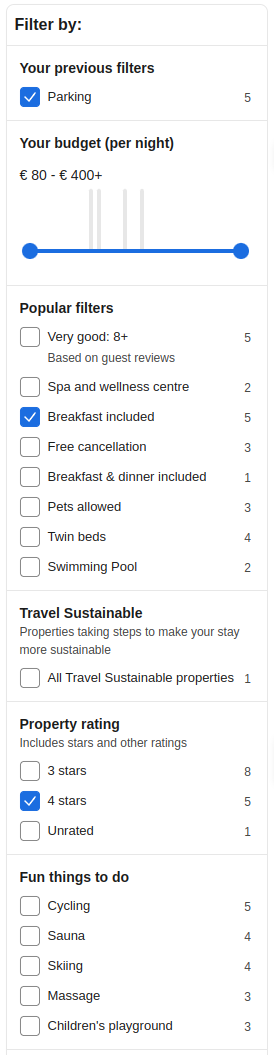 Filter by:
Your previous filters
Parking 5
Your budget (per night)
€ 80 - € 400+
Popular filters
Very good: 8+ 5
Based on guest reviews
Spa and wellness centre 2
Breakfast included 5
Free cancellation 3
Breakfast & dinner included 1
Pets allowed 3
Twin beds 4
Swimming Pool 2
Travel Sustainable
Properties taking steps to make your stay
more sustainable
All Travel Sustainable properties 1
Property rating
Includes stars and other ratings
3 stars 8
4 stars 5
Unrated 1
Fun things to do
Cycling 5
Sauna 4
Skiing 4
Massage 3
Children's playground 3